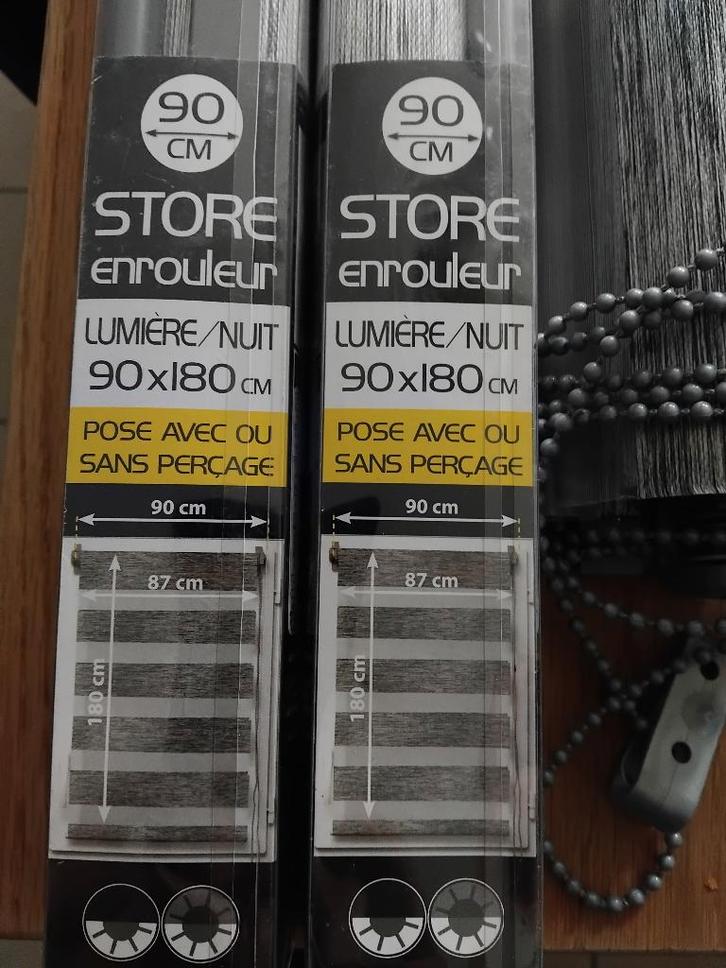 90
CM
STORE
enrouleur
LUMIÈRE/NUIT
90x180 CM
POSE AVEC OU
SANS PERÇAGE
90 cm
87 cm
180 cm
90
CM
STORE
enrouleur
LUMIÈRE/NUIT
90x180 CM
POSE AVEC OU
SANS PERÇAGE
90 cm
87 cm
180 cm